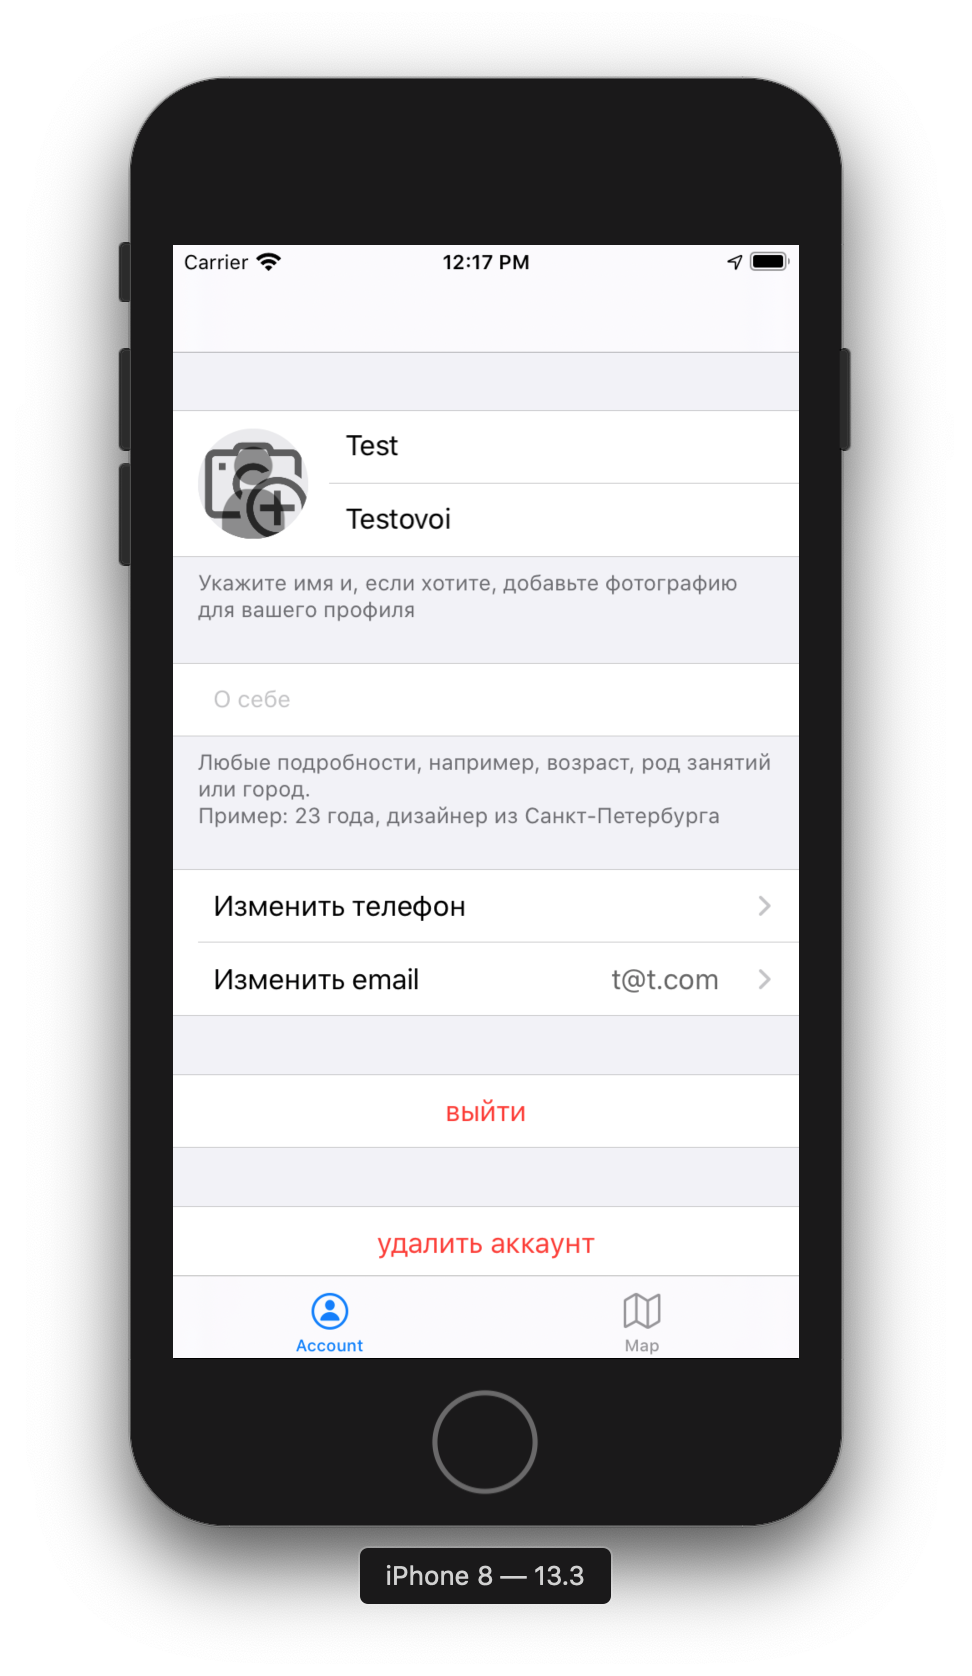 Carrier 12:17 PM
Test
Testovoi
Укажите имя и, если хотите, добавьте фотографию
для вашего профиля
О себе
Любые подробности, например, возраст, род занятий
или город.
Пример: 23 года, дизайнер из Санкт-Петербурга
Изменить телефон
Изменить email t@t.com
выйти
удалить аккаунт
Account Map
iPhone 8 — 13.3